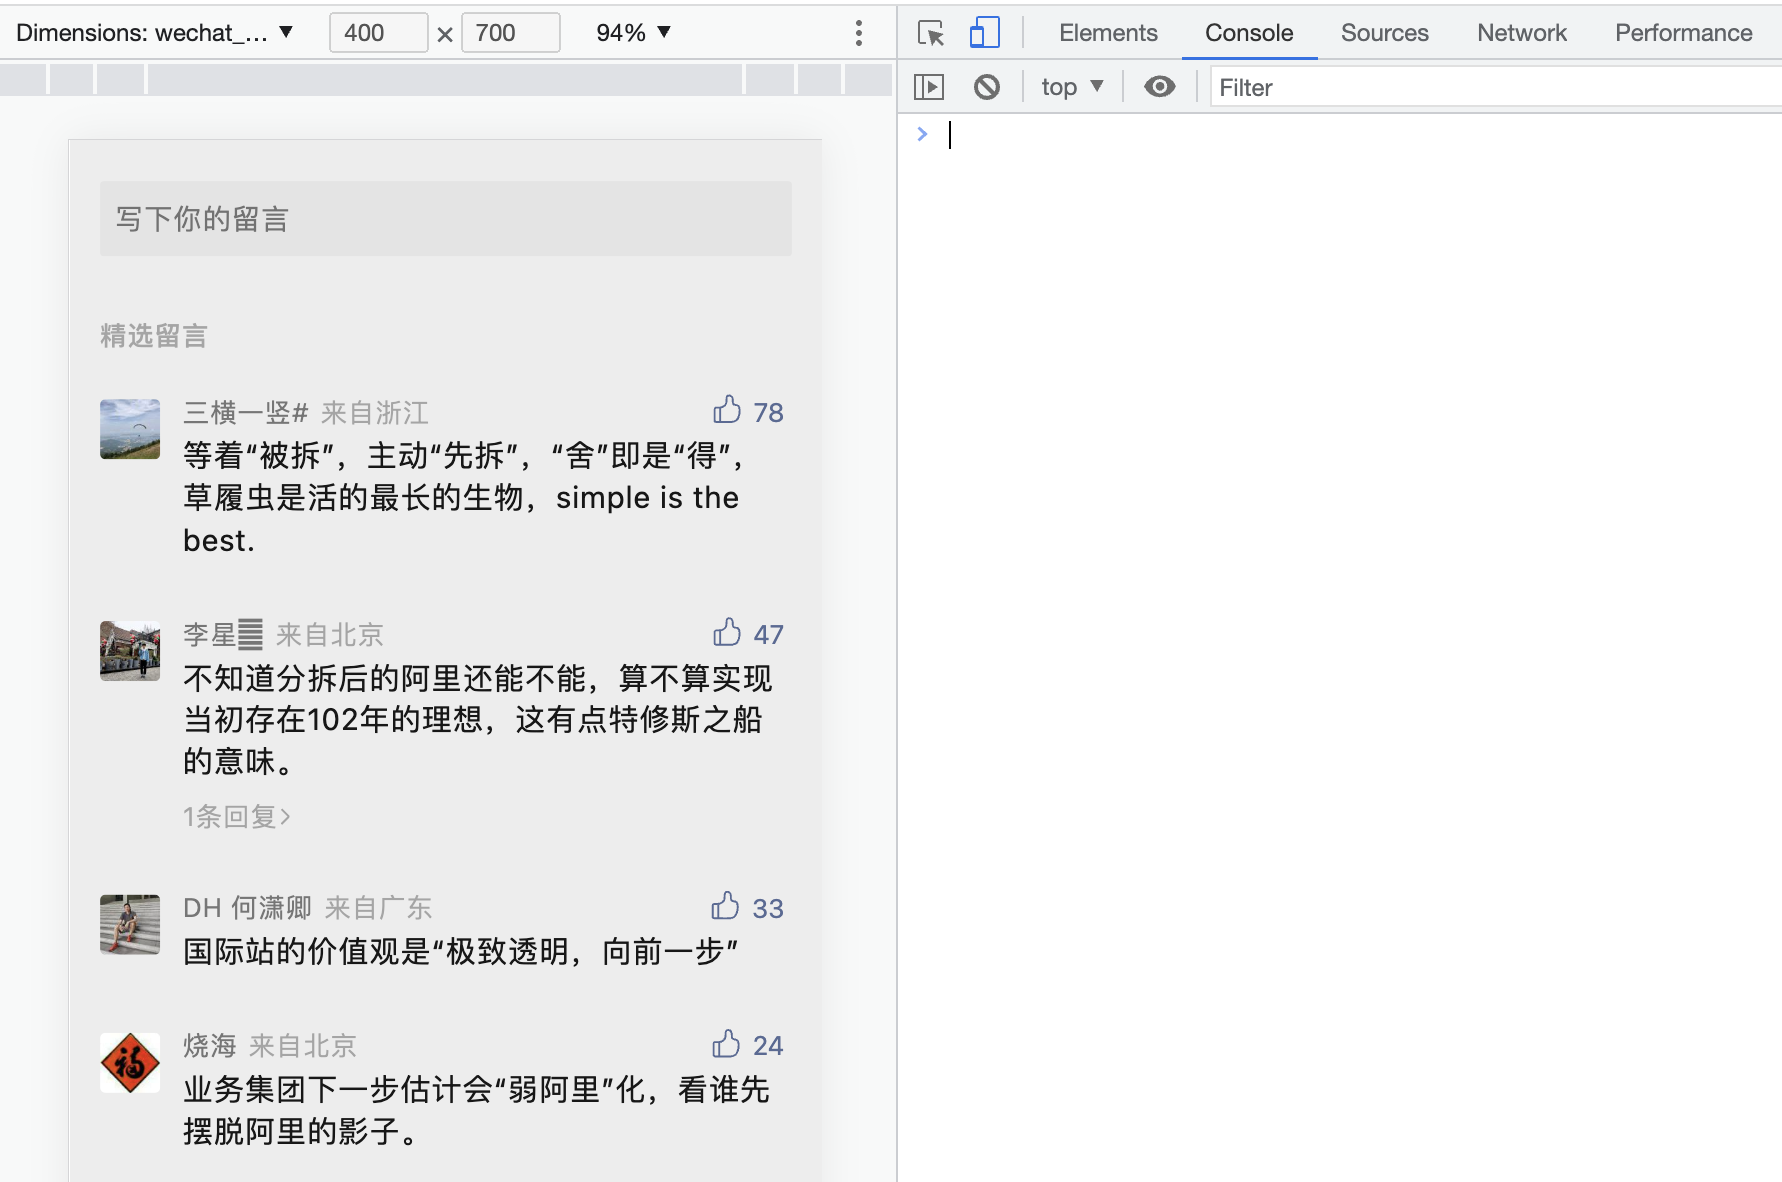 Dimensions: wechat_... ▼ 400 × 700 94% ▼
Elements Console Sources Network Performance
top ▼ Filter
写下你的留言
精选留言
三横一竖# 来自浙江 78
等着“被拆”，主动“先拆”，“舍”即是“得”，
草履虫是活的最长的生物，simple is the
best.
李星䷀ 来自北京 47
不知道分拆后的阿里还能不能，算不算实现
当初存在102年的理想，这有点特修斯之船
的意味。
1条回复>
DH 何潇卿 来自广东 33
国际站的价值观是“极致透明，向前一步”
烧海 来自北京 24
业务集团下一步估计会“弱阿里”化，看谁先
摆脱阿里的影子。